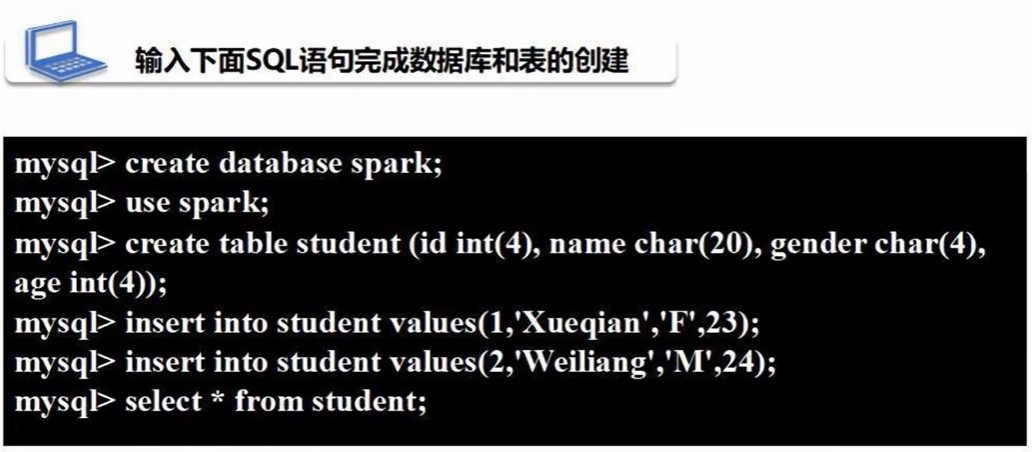 输入下面SQL语句完成数据库和表的创建
mysql> create database spark;
mysql> use spark;
mysql> create table student (id int(4), name char(20), gender char(4),
age int(4));
mysql> insert into student values(1,'Xueqian','F',23);
mysql> insert into student values(2,'Weiliang','M',24);
mysql> select * from student;